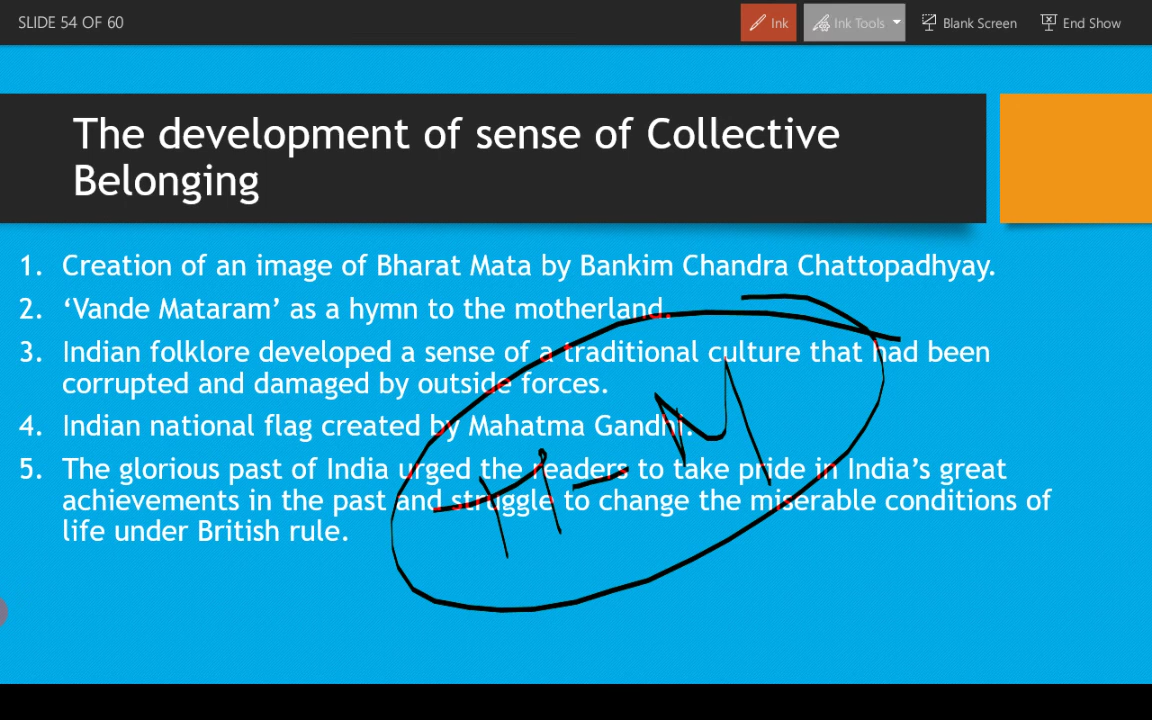 SLIDE 54 OF 60
Ink
Ink Tools
Blank Screen
End Show
The development of sense of Collective
Belonging
1. Creation of an image of Bharat Mata by Bankim Chandra Chattopadhyay.
2. ‘Vande Mataram’ as a hymn to the motherland.
3. Indian folklore developed a sense of a traditional culture that had been
corrupted and damaged by outside forces.
4. Indian national flag created by Mahatma Gandhi.
5. The glorious past of India urged the readers to take pride in India’s great
achievements in the past and struggle to change the miserable conditions of
life under British rule.